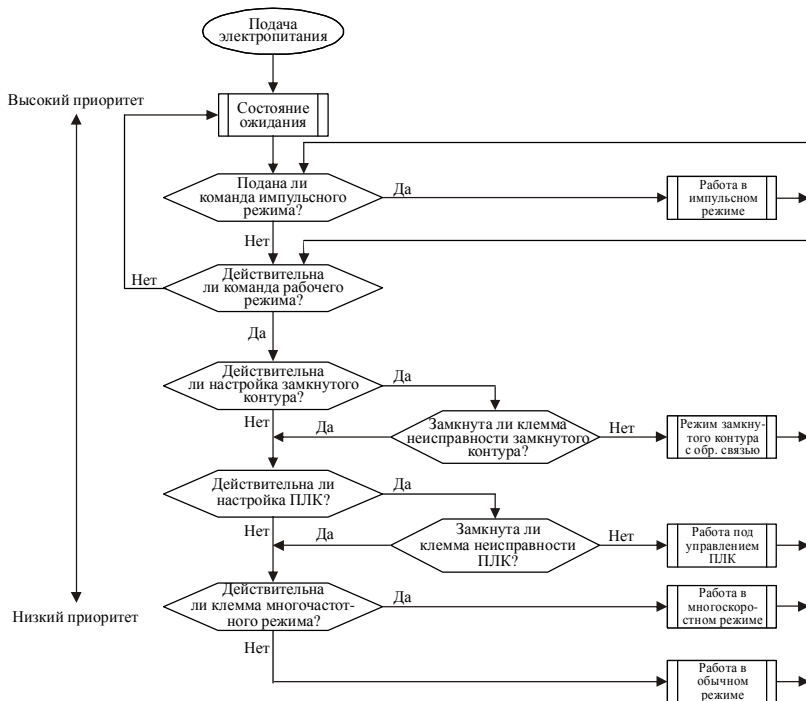 Подача
электропитания
Высокий приоритет
Состояние
ожидания
Подана ли
команда импульсного
режима?
Да
Работа в
импульсном
режиме
Нет
Действительна
ли команда рабочего
режима?
Нет
Да
Действительна
ли настройка замкнутого
контура?
Да
Нет
Замкнута ли клемма
неисправности замкнутого
контура?
Да
Нет
Режим замкну-
того контура
с обр. связью
Действительна ли
настройка ПЛК?
Да
Нет
Замкнута ли
клемма неисправности
ПЛК?
Да
Нет
Работа под
управлением
ПЛК
Действительна
ли клемма многочастот-
ного режима?
Да
Работа в
многоскоро-
стном режиме
Низкий приоритет
Нет
Работа в
обычном
режиме